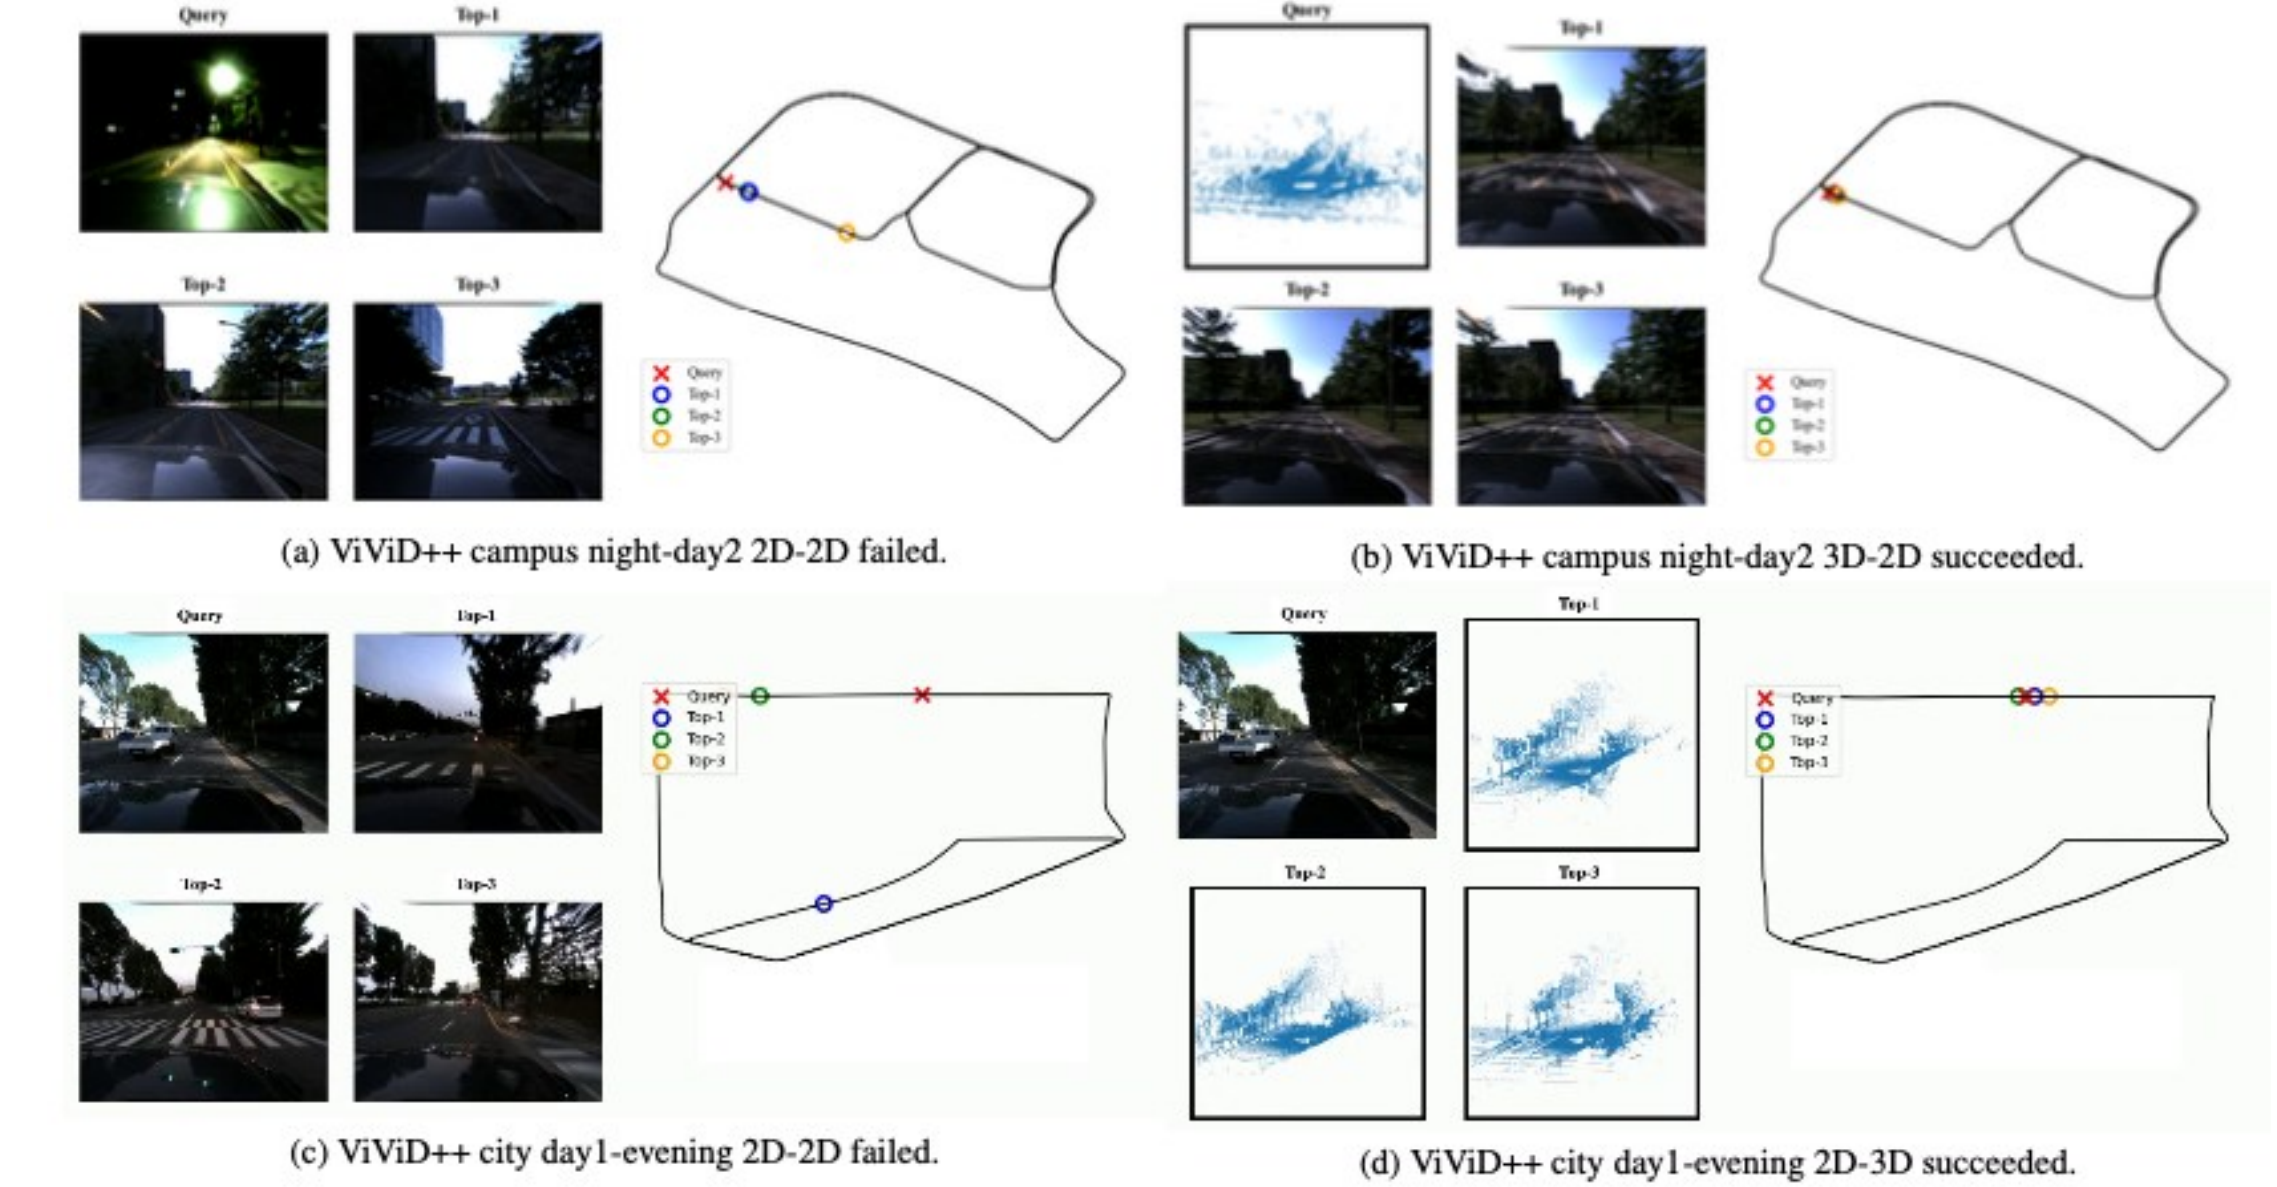 Query
Top-1
Top-2
Top-3
Query
Top-1
Top-2
Top-3
(a) ViViD++ campus night-day2 2D-2D failed.
Query
Top-1
Top-2
Top-3
Query
Top-1
Top-2
Top-3
(b) ViViD++ campus night-day2 3D-2D succeeded.
Query
Top-1
Top-2
Top-3
Query
Top-1
Top-2
Top-3
(c) ViViD++ city day1-evening 2D-2D failed.
Query
Top-1
Top-2
Top-3
Query
Top-1
Top-2
Top-3
(d) ViViD++ city day1-evening 2D-3D succeeded.